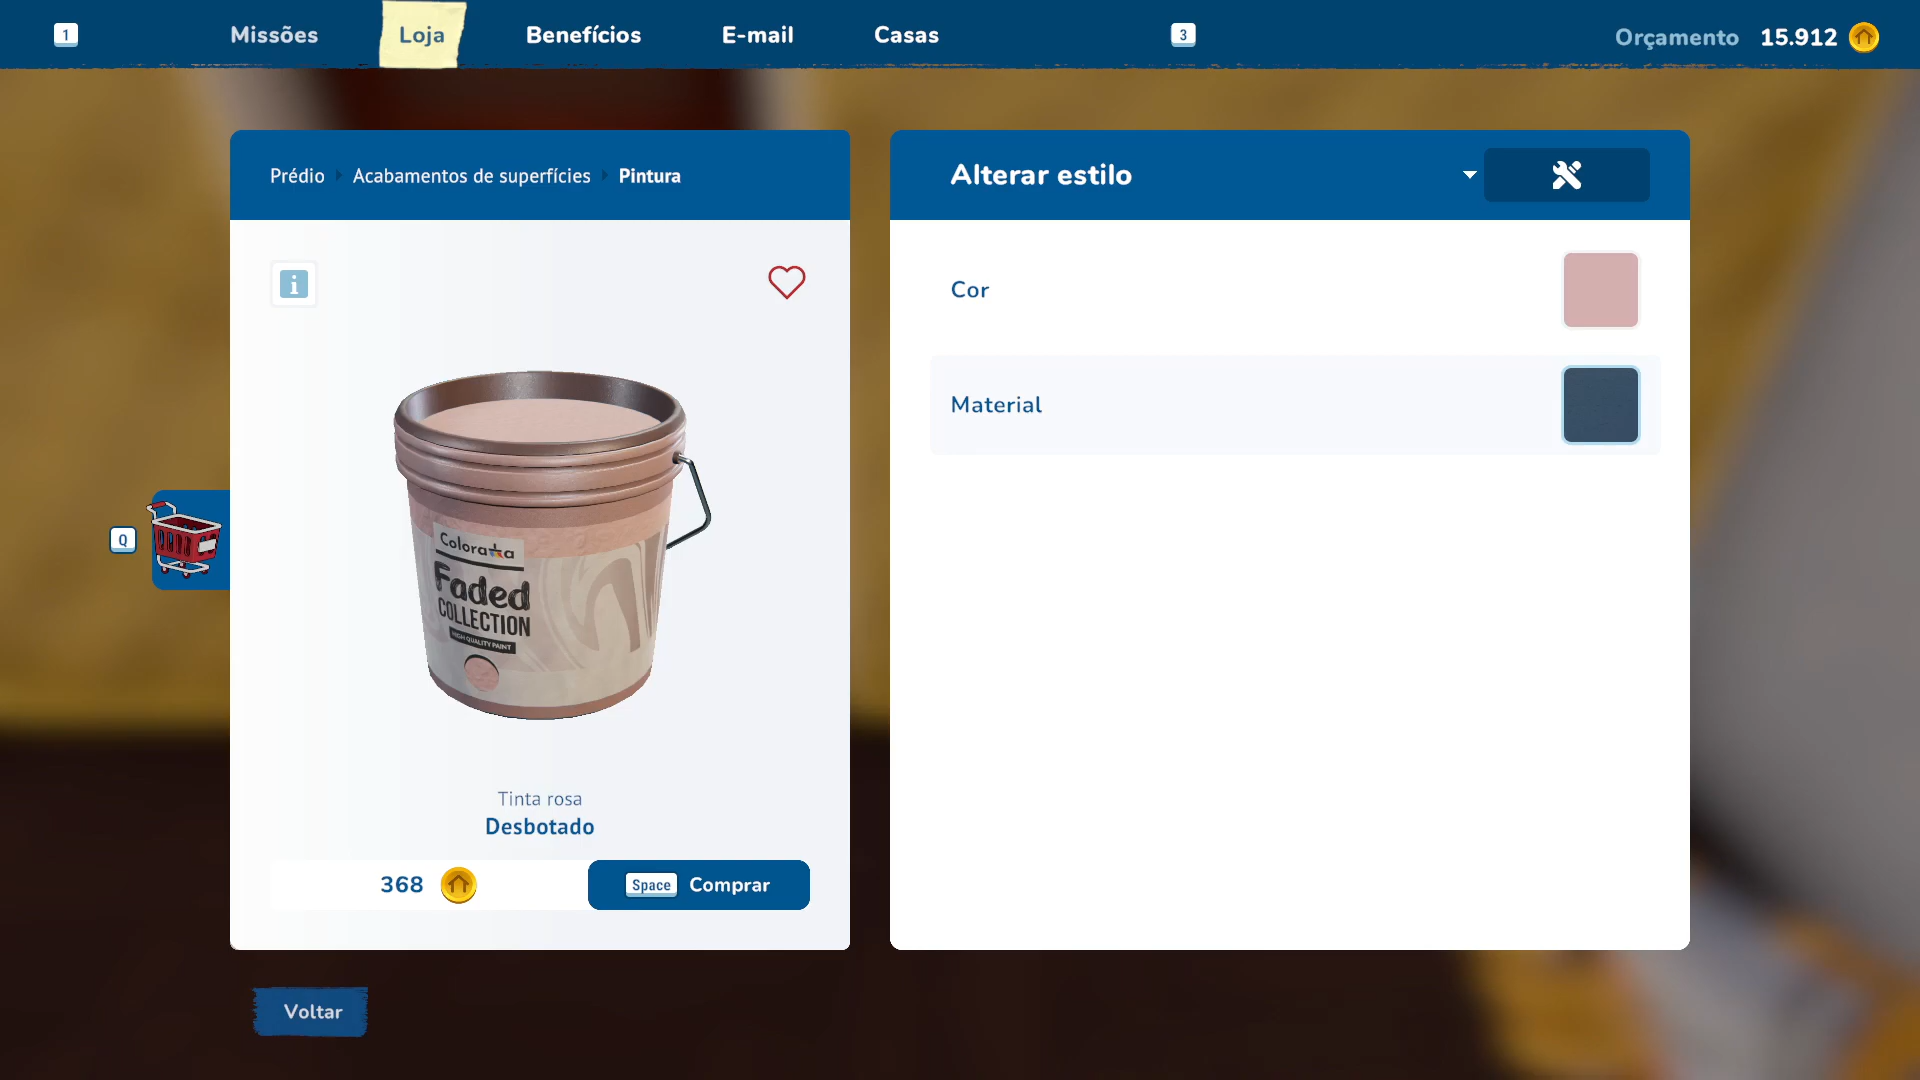 1
Missões
Loja
Benefícios
E-mail
Casas
3
Orçamento 15.912
Prédio Acabamentos de superfícies Pintura
Alterar estilo
i
Cor
Material
Q
Coloratta
Faded
COLLECTION
HIGH QUALITY PAINT
Tinta rosa
Desbotado
368
Space Comprar
Voltar